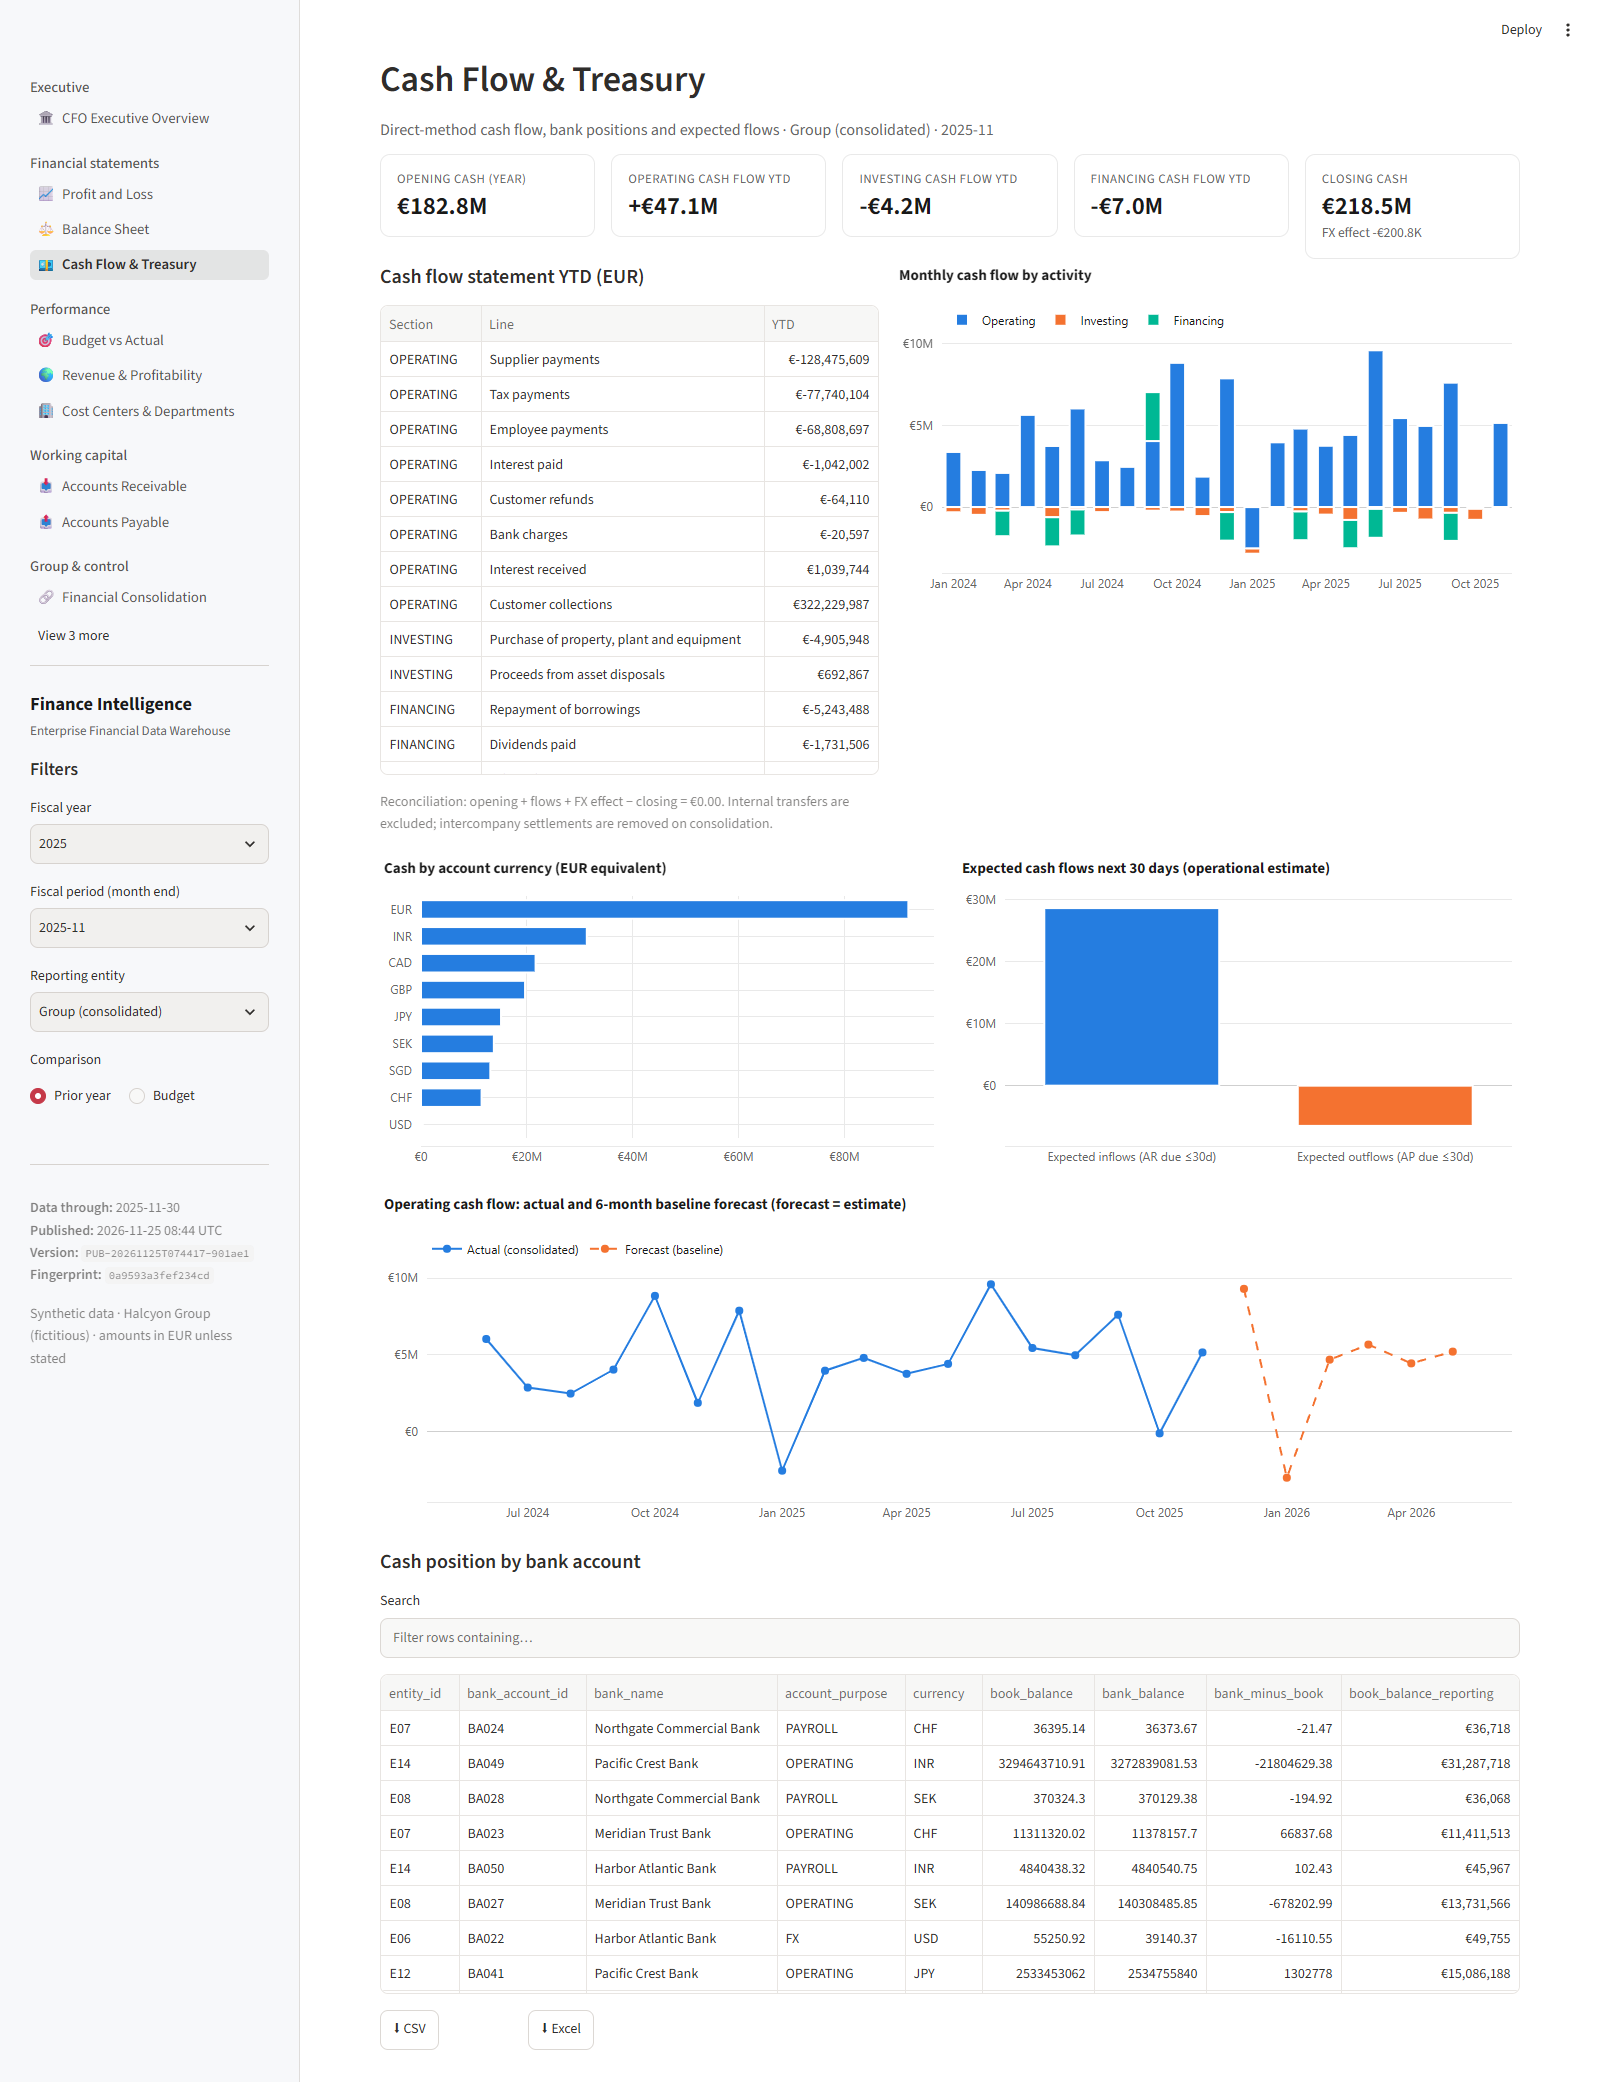 Deploy
Executive
CFO Executive Overview
Financial statements
Profit and Loss
Balance Sheet
Cash Flow & Treasury
Performance
Budget vs Actual
Revenue & Profitability
Cost Centers & Departments
Working capital
Accounts Receivable
Accounts Payable
Group & control
Financial Consolidation
View 3 more
Finance Intelligence
Enterprise Financial Data Warehouse
Filters
Fiscal year
2025
Fiscal period (month end)
2025-11
Reporting entity
Group (consolidated)
Comparison
Prior year Budget
Data through: 2025-11-30
Published: 2026-11-25 08:44 UTC
Version: PUB-20261125T074417-901ae1
Fingerprint: 0a9593a3fef234cd
Synthetic data · Halcyon Group
(fictitious) · amounts in EUR unless
stated
Cash Flow & Treasury
Direct-method cash flow, bank positions and expected flows · Group (consolidated) · 2025-11
OPENING CASH (YEAR)
€182.8M
OPERATING CASH FLOW YTD
+€47.1M
INVESTING CASH FLOW YTD
-€4.2M
FINANCING CASH FLOW YTD
-€7.0M
CLOSING CASH
€218.5M
FX effect -€200.8K
Cash flow statement YTD (EUR)
Section Line YTD
OPERATING Supplier payments €-128,475,609
OPERATING Tax payments €-77,740,104
OPERATING Employee payments €-68,808,697
OPERATING Interest paid €-1,042,002
OPERATING Customer refunds €-64,110
OPERATING Bank charges €-20,597
OPERATING Interest received €1,039,744
OPERATING Customer collections €322,229,987
INVESTING Purchase of property, plant and equipment €-4,905,948
INVESTING Proceeds from asset disposals €692,867
FINANCING Repayment of borrowings €-5,243,488
FINANCING Dividends paid €-1,731,506
Reconciliation: opening + flows + FX effect − closing = €0.00. Internal transfers are
excluded; intercompany settlements are removed on consolidation.
Monthly cash flow by activity
Operating Investing Financing
€10M
€5M
€0
Jan 2024 Apr 2024 Jul 2024 Oct 2024 Jan 2025 Apr 2025 Jul 2025 Oct 2025
Cash by account currency (EUR equivalent)
EUR
INR
CAD
GBP
JPY
SEK
SGD
CHF
USD
€0 €20M €40M €60M €80M
Expected cash flows next 30 days (operational estimate)
€30M
€20M
€10M
€0
Expected inflows (AR due ≤30d) Expected outflows (AP due ≤30d)
Operating cash flow: actual and 6-month baseline forecast (forecast = estimate)
Actual (consolidated) Forecast (baseline)
€10M
€5M
€0
Jul 2024 Oct 2024 Jan 2025 Apr 2025 Jul 2025 Oct 2025 Jan 2026 Apr 2026
Cash position by bank account
Search
Filter rows containing…
entity_id bank_account_id bank_name account_purpose currency book_balance bank_balance bank_minus_book book_balance_reporting
E07 BA024 Northgate Commercial Bank PAYROLL CHF 36395.14 36373.67 -21.47 €36,718
E14 BA049 Pacific Crest Bank OPERATING INR 3294643710.91 3272839081.53 -21804629.38 €31,287,718
E08 BA028 Northgate Commercial Bank PAYROLL SEK 370324.3 370129.38 -194.92 €36,068
E07 BA023 Meridian Trust Bank OPERATING CHF 11311320.02 11378157.7 66837.68 €11,411,513
E14 BA050 Harbor Atlantic Bank PAYROLL INR 4840438.32 4840540.75 102.43 €45,967
E08 BA027 Meridian Trust Bank OPERATING SEK 140986688.84 140308485.85 -678202.99 €13,731,566
E06 BA022 Harbor Atlantic Bank FX USD 55250.92 39140.37 -16110.55 €49,755
E12 BA041 Pacific Crest Bank OPERATING JPY 2533453062 2534755840 1302778 €15,086,188
⬇ CSV ⬇ Excel